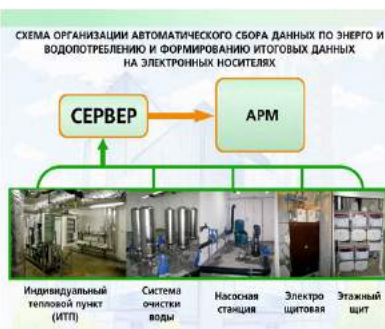 СХЕМА ОРГАНИЗАЦИИ АВТОМАТИЧЕСКОГО СБОРА ДАННЫХ ПО ЭНЕРГО И
ВОДОПОТРЕБЛЕНИЮ И ФОРМИРОВАНИЮ ИТОГОВЫХ ДАННЫХ
НА ЭЛЕКТРОННЫХ НОСИТЕЛЯХ
СЕРВЕР
АРМ
Индивидуальный
тепловой пункт
(ИТП)
Система
очистки
воды
Насосная
станция
Электро
щитовая
Этажный
щит